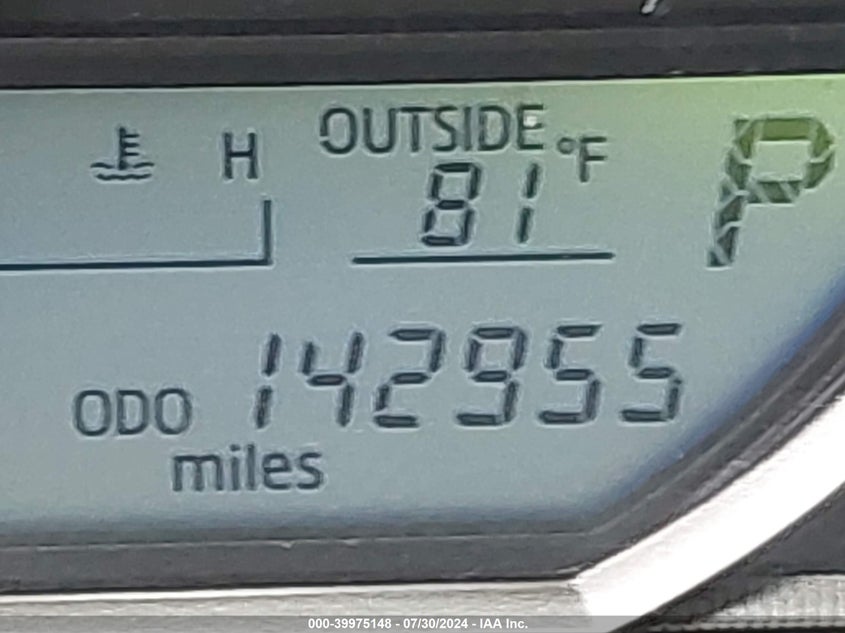 H
OUTSIDE
81°F
P
ODO 142955
miles
000-39975148 - 07/30/2024 - IAA Inc.